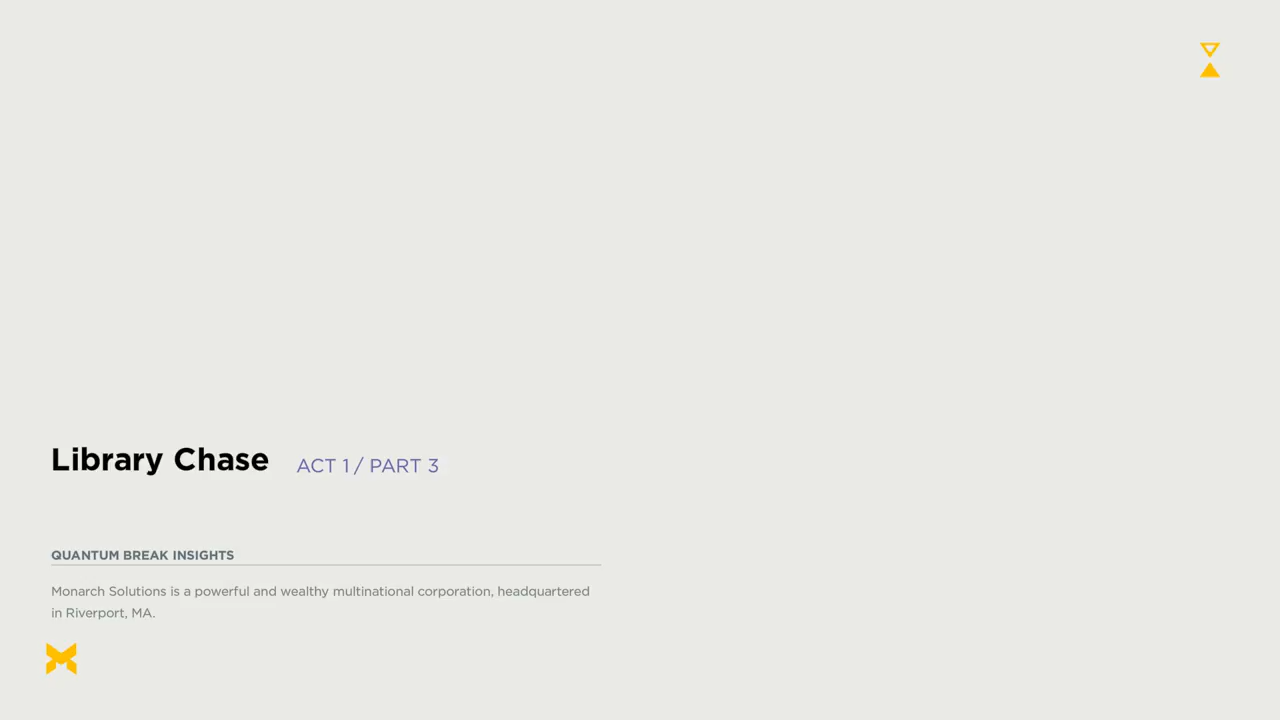 Library Chase ACT 1 / PART 3
QUANTUM BREAK INSIGHTS
Monarch Solutions is a powerful and wealthy multinational corporation, headquartered
in Riverport, MA.